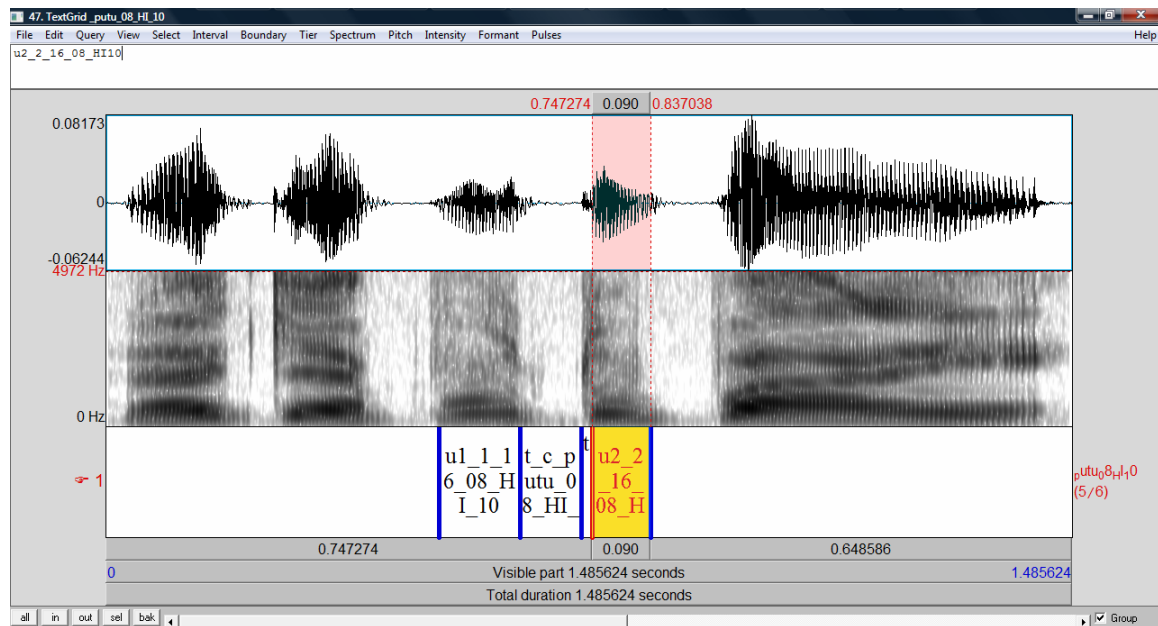 47. TextGrid _putu_08_HI_10
File Edit Query View Select Interval Boundary Tier Spectrum Pitch Intensity Formant Pulses Help
u2_2_16_08_HI10
0.747274 0.090 0.837038
0.08173
0
-0.06244
4972 Hz
0 Hz
u1_1_1
6_08_H
I_10
t_c_p
utu_0
8_HI_
t
u2_2
_16_
08_H
1
putu08HI10
(5/6)
0.747274 0.090 0.648586
0 Visible part 1.485624 seconds 1.485624
Total duration 1.485624 seconds
all in out sel bak Group